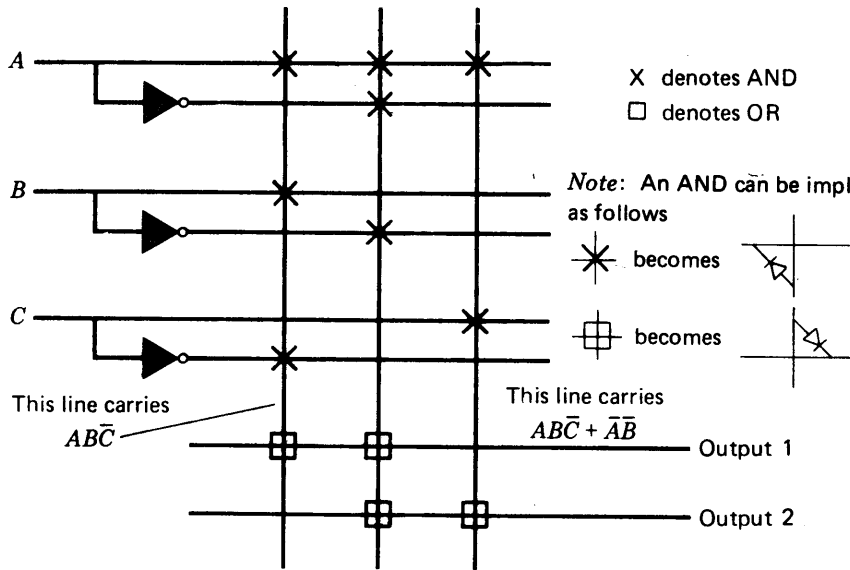 A
X denotes AND
□ denotes OR
B
Note: An AND can be impl
as follows
becomes
C
becomes
This line carries
ABC̅
This line carries
ABC̅ + A̅B̅
Output 1
Output 2